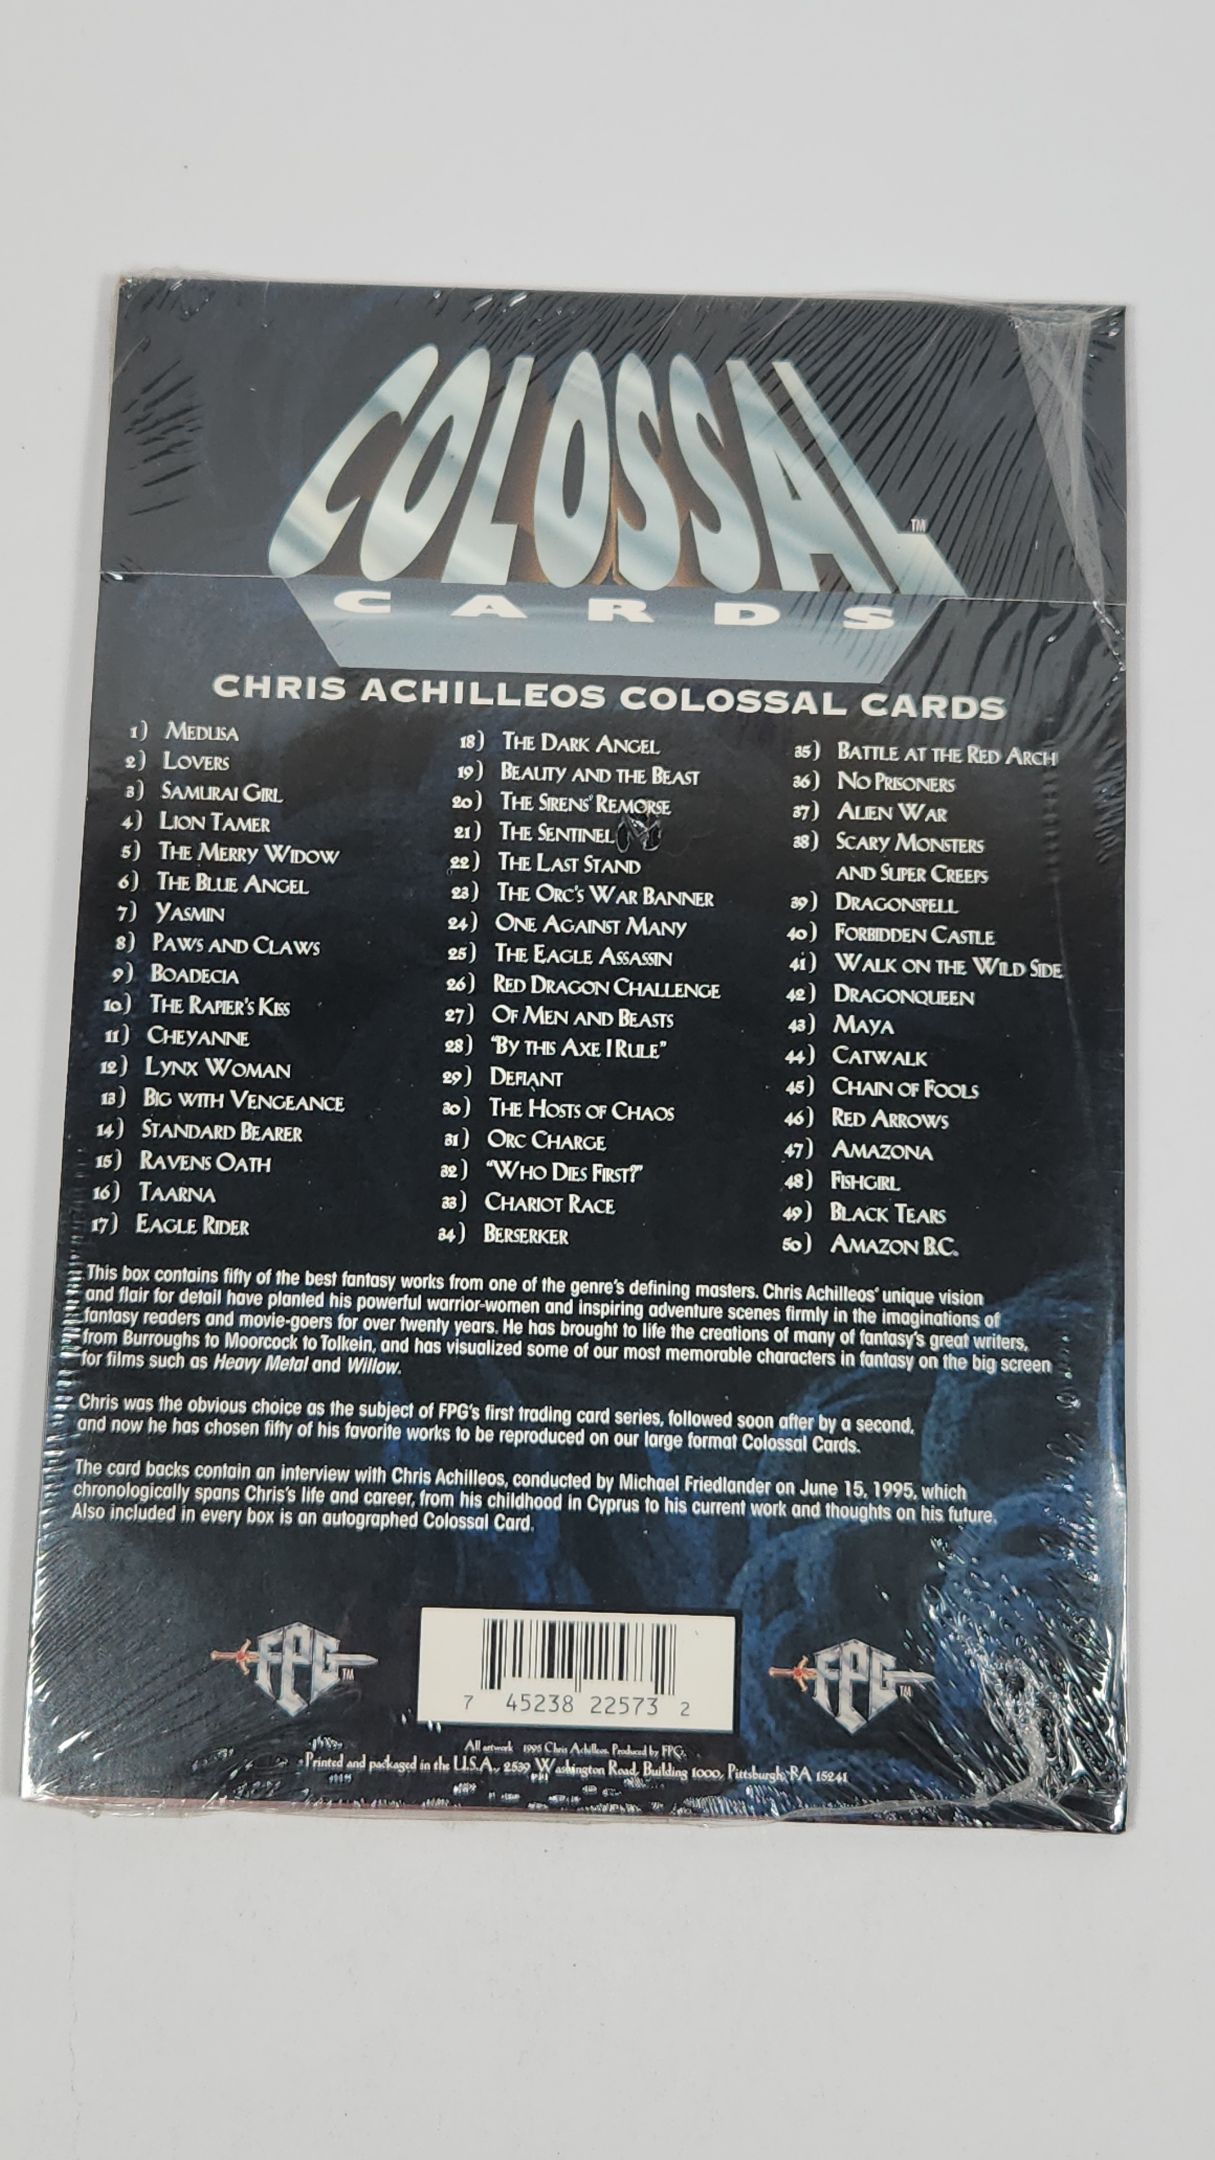 COLOSSAL™
CARDS
CHRIS ACHILLEOS COLOSSAL CARDS
1) MEDUSA
2) LOVERS
3) SAMURAI GIRL
4) LION TAMER
5) THE MERRY WIDOW
6) THE BLUE ANGEL
7) YASMIN
8) PAWS AND CLAWS
9) BOADECIA
10) THE RAPIER'S KISS
11) CHEYANNE
12) LYNX WOMAN
13) BIG WITH VENGEANCE
14) STANDARD BEARER
15) RAVENS OATH
16) TAARNA
17) EAGLE RIDER
18) THE DARK ANGEL
19) BEAUTY AND THE BEAST
20) THE SIRENS' REMORSE
21) THE SENTINEL
22) THE LAST STAND
23) THE ORC'S WAR BANNER
24) ONE AGAINST MANY
25) THE EAGLE ASSASSIN
26) RED DRAGON CHALLENGE
27) OF MEN AND BEASTS
28) "BY THIS AXE I RULE"
29) DEFIANT
30) THE HOSTS OF CHAOS
31) ORC CHARGE
32) "WHO DIES FIRST?"
33) CHARIOT RACE
34) BERSERKER
35) BATTLE AT THE RED ARCH
36) NO PRISONERS
37) ALIEN WAR
38) SCARY MONSTERS
AND SUPER CREEPS
39) DRAGONSPELL
40) FORBIDDEN CASTLE
41) WALK ON THE WILD SIDE
42) DRAGONQUEEN
43) MAYA
44) CATWALK
45) CHAIN OF FOOLS
46) RED ARROWS
47) AMAZONA
48) FISHGIRL
49) BLACK TEARS
50) AMAZON B.C.
This box contains fifty of the best fantasy works from one of the genre's defining masters. Chris Achilleos' unique vision
and flair for detail have planted his powerful warrior-women and inspiring adventure scenes firmly in the imaginations of
fantasy readers and movie-goers for over twenty years. He has brought to life the creations of many of fantasy's great writers,
from Burroughs to Moorcock to Tolkein, and has visualized some of our most memorable characters in fantasy on the big screen
for films such as Heavy Metal and Willow.
Chris was the obvious choice as the subject of FPG's first trading card series, followed soon after by a second,
and now he has chosen fifty of his favorite works to be reproduced on our large format Colossal Cards.
The card backs contain an interview with Chris Achilleos, conducted by Michael Friedlander on June 15, 1995, which
chronologically spans Chris's life and career, from his childhood in Cyprus to his current work and thoughts on his future.
Also included in every box is an autographed Colossal Card.
FPG™
7 45238 22573 2
FPG™
All artwork 1995 Chris Achilleos. Produced by FPG.
Printed and packaged in the U.S.A., 2539 Washington Road, Building 1000, Pittsburgh, PA 15241